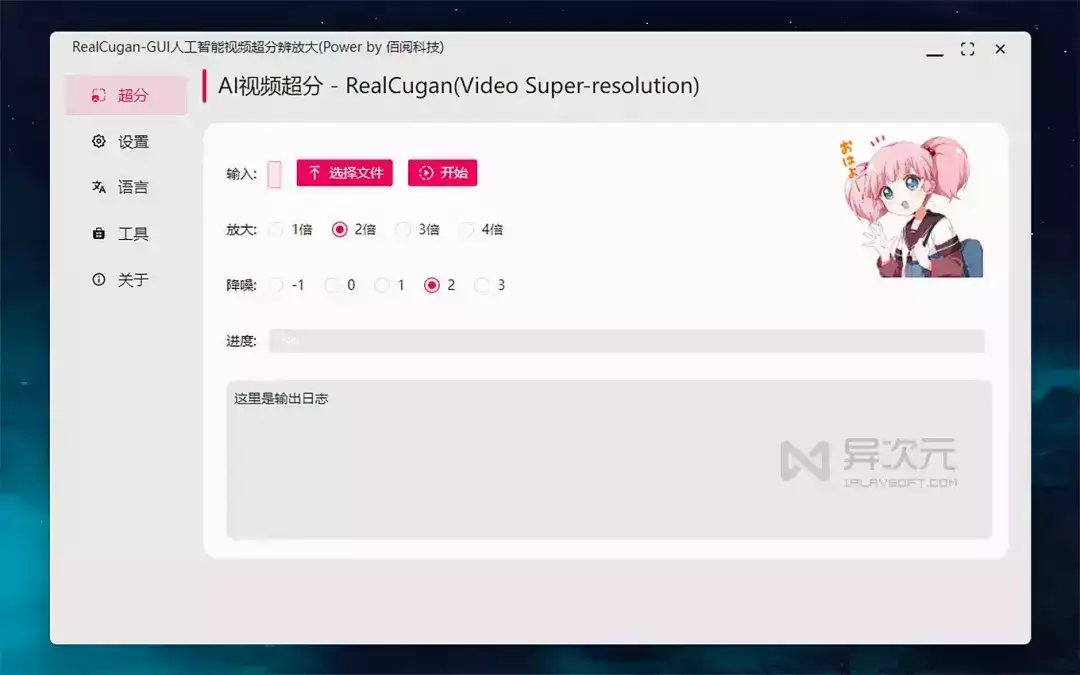 RealCugan-GUI人工智能视频超分辨放大(Power by 佰阅科技)
超分
AI视频超分 - RealCugan(Video Super-resolution)
设置
语言
工具
关于
输入:
选择文件
开始
おはよ
放大:
1倍
2倍
3倍
4倍
降噪:
-1
0
1
2
3
进度:
这里是输出日志
异次元
IPLAYSOFT.COM